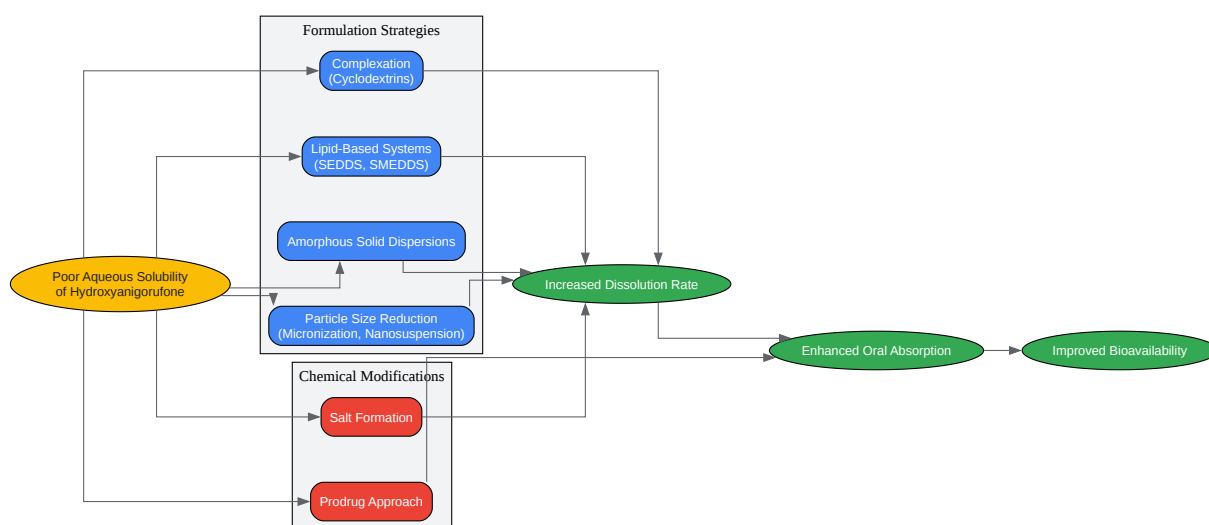 Formulation Strategies
Complexation
(Cyclodextrins)
Lipid-Based Systems
(SEDDS, SMEDDS)
Amorphous Solid Dispersions
Poor Aqueous Solubility
of Hydroxyanigorufone
Increased Dissolution Rate
Particle Size Reduction
(Micronization, Nanosuspension)
Enhanced Oral Absorption
Improved Bioavailability
Chemical Modifications
Salt Formation
Prodrug Approach